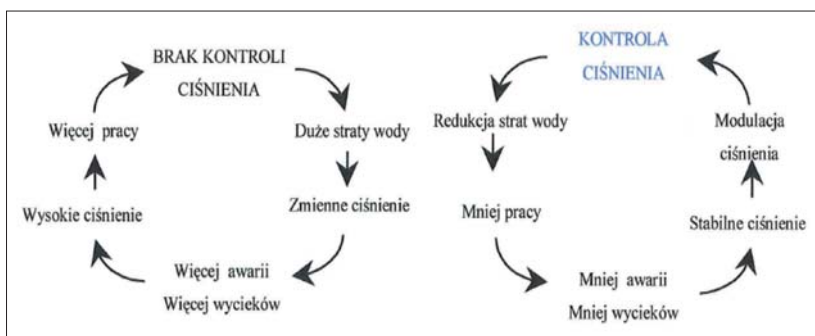 BRAK KONTROLI
CIŚNIENIA
Duże straty wody
Zmienne ciśnienie
Więcej awarii
Więcej wycieków
Wysokie ciśnienie
Więcej pracy
KONTROLA
CIŚNIENIA
Redukcja strat wody
Mniej pracy
Mniej awarii
Mniej wycieków
Stabilne ciśnienie
Modulacja
ciśnienia